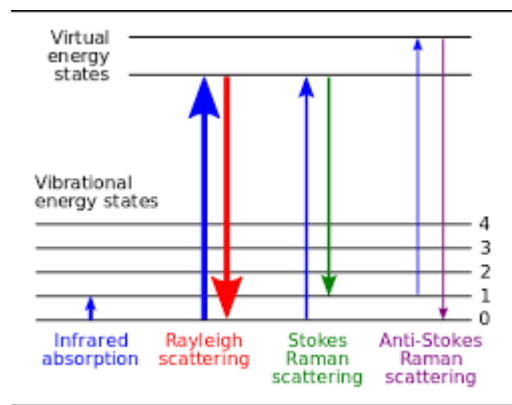 Virtual
energy
states
Vibrational
energy states
4
3
2
1
0
Infrared
absorption
Rayleigh
scattering
Stokes
Raman
scattering
Anti-Stokes
Raman
scattering